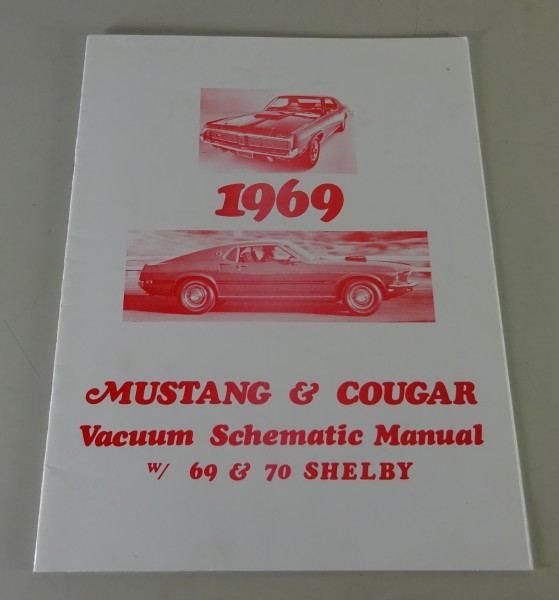 1969
MUSTANG & COUGAR
Vacuum Schematic Manual
w/ 69 & 70 SHELBY